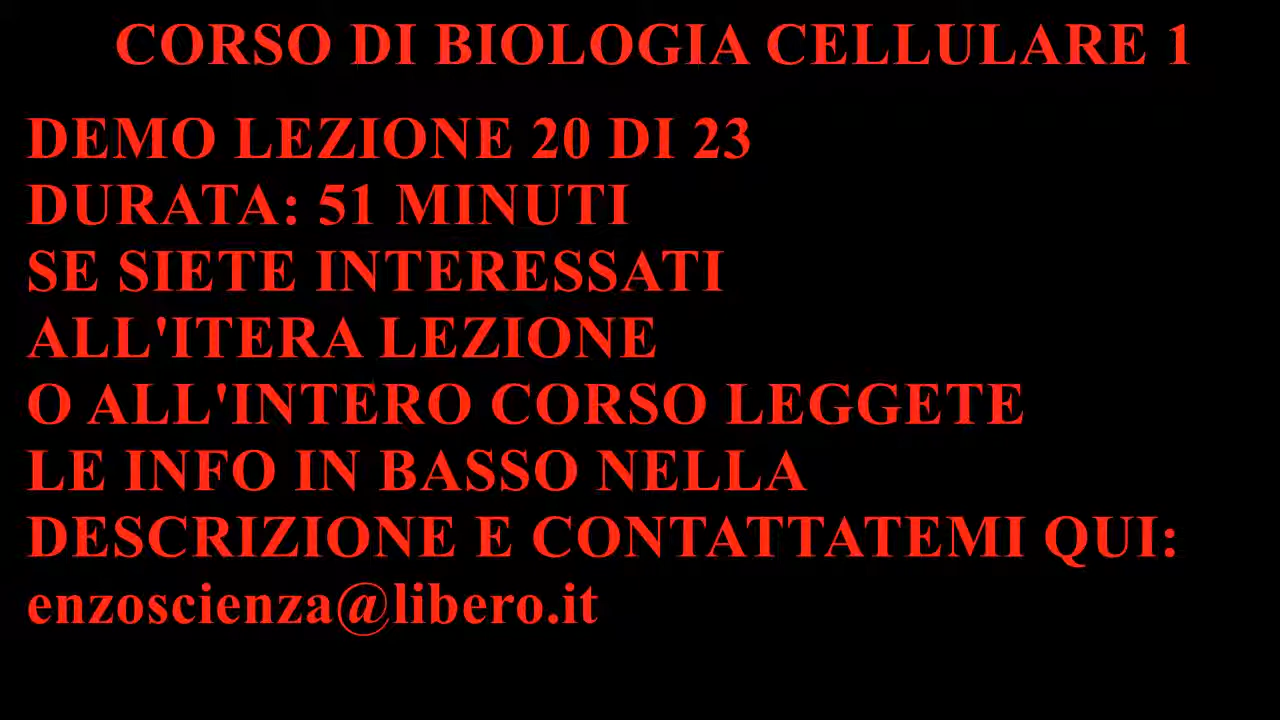 CORSO DI BIOLOGIA CELLULARE 1
DEMO LEZIONE 20 DI 23
DURATA: 51 MINUTI
SE SIETE INTERESSATI
ALL'ITERA LEZIONE
O ALL'INTERO CORSO LEGGETE
LE INFO IN BASSO NELLA
DESCRIZIONE E CONTATTATEMI QUI:
enzoscienza@libero.it